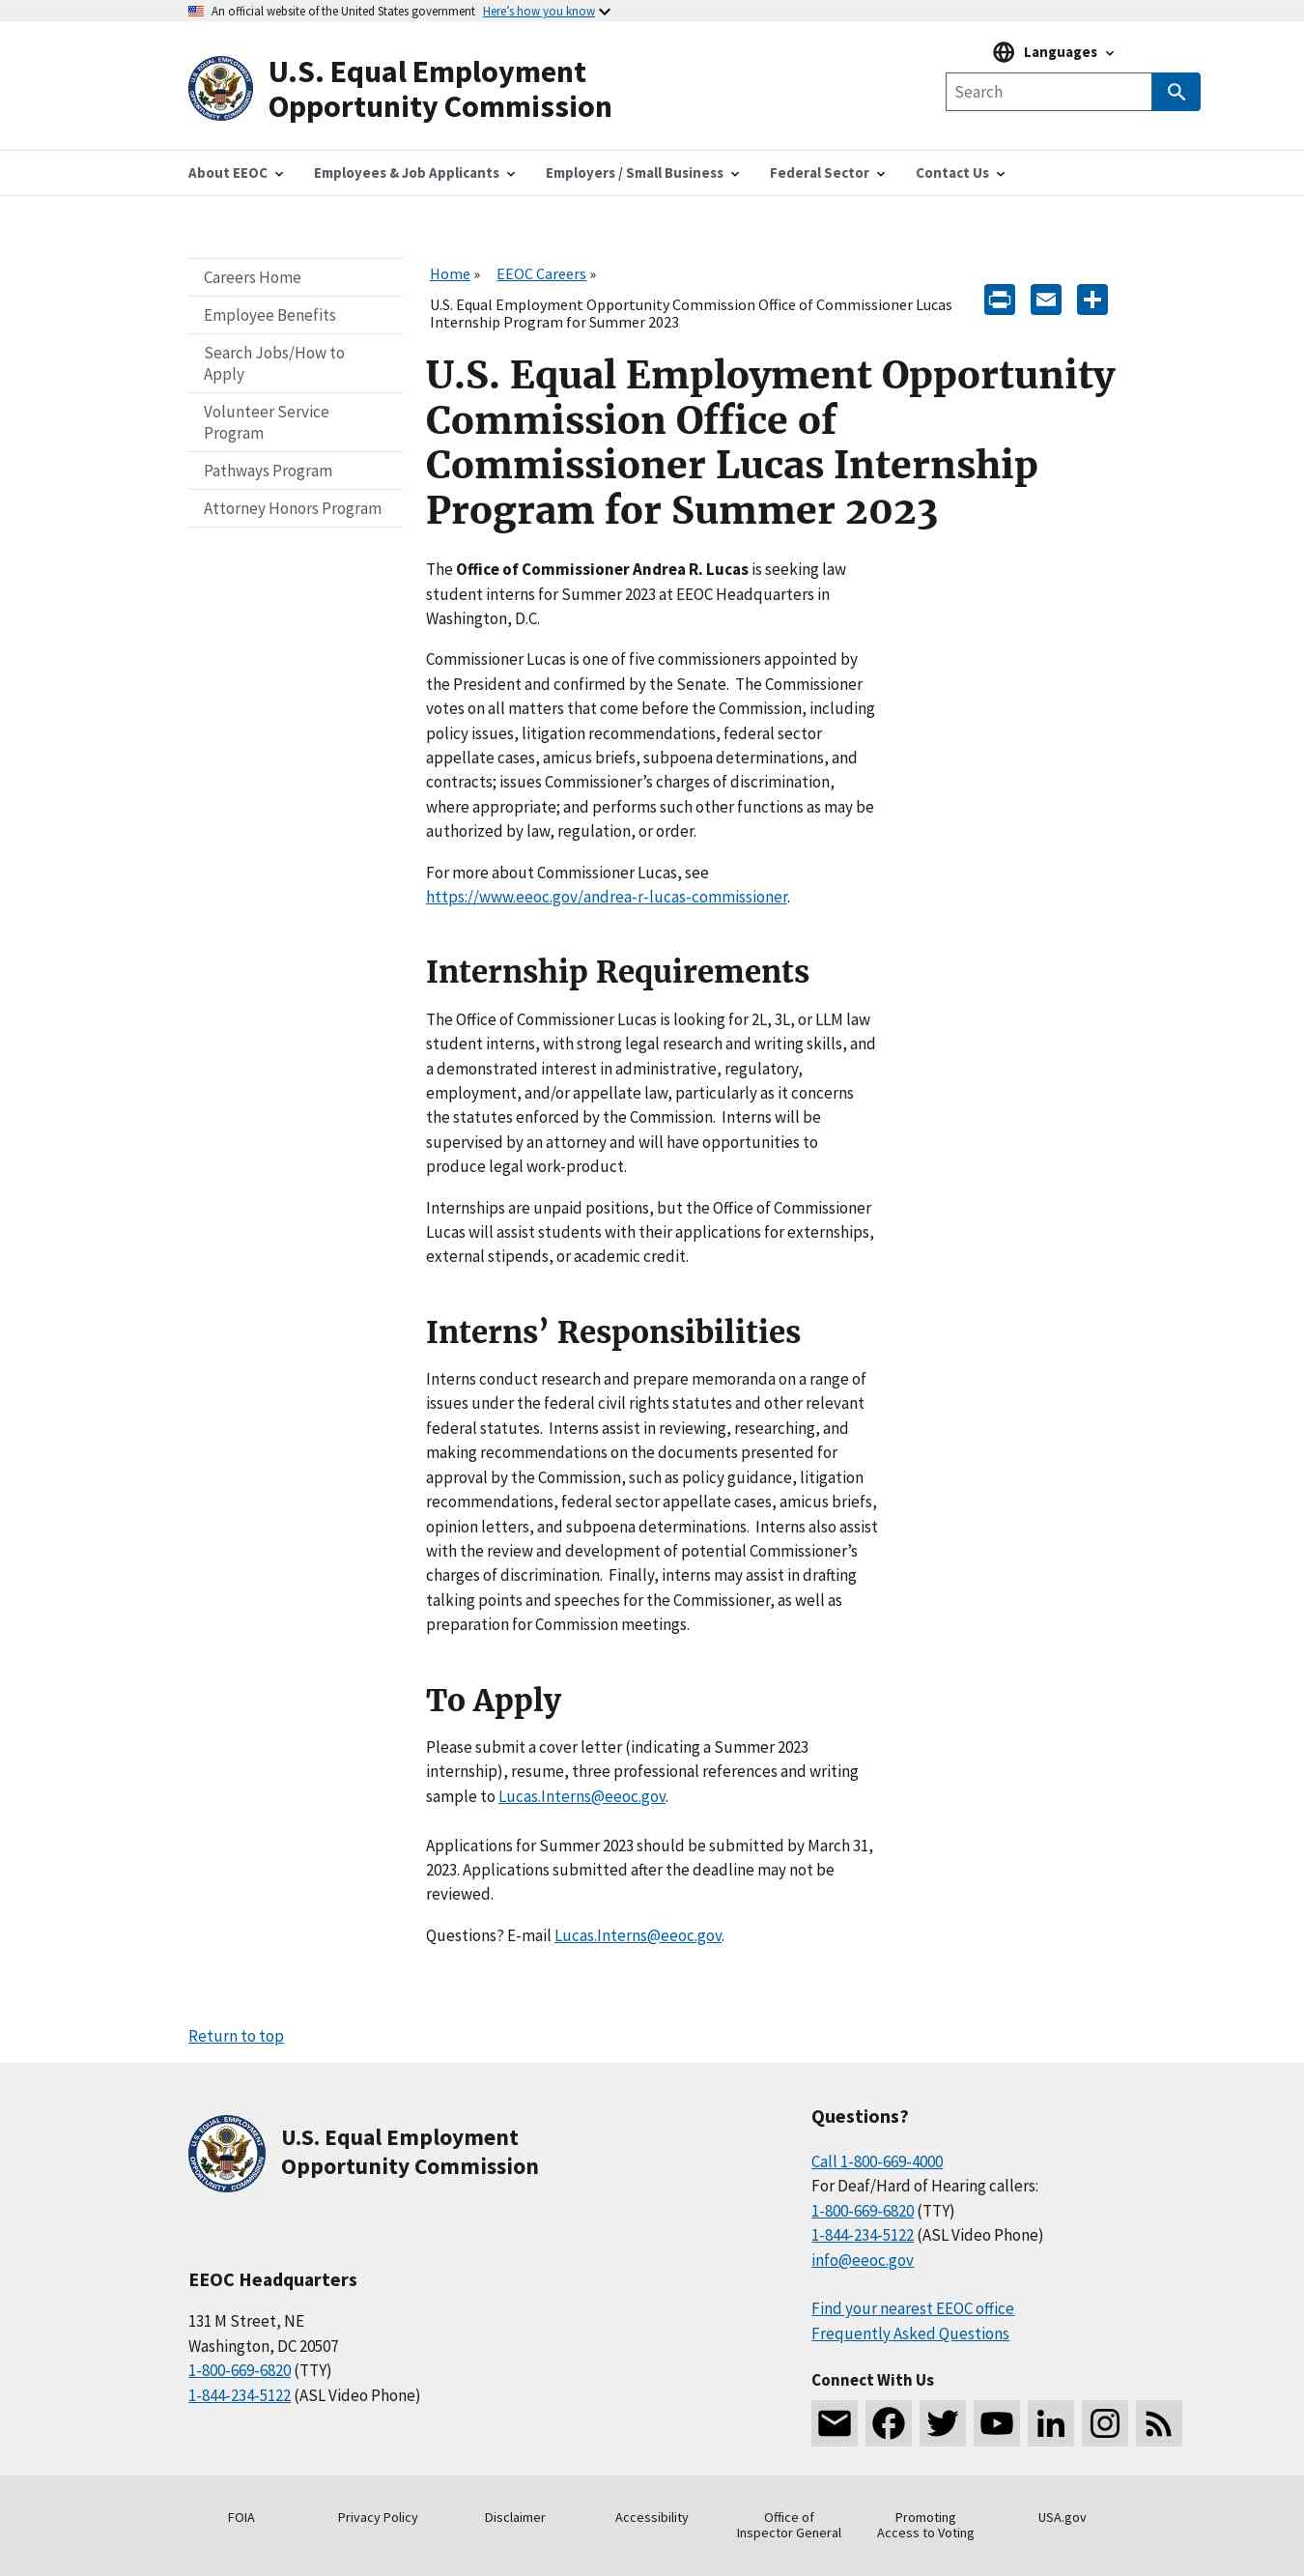 An official website of the United States government Here’s how you know
U.S. Equal Employment
Opportunity Commission
Languages
Search
About EEOC Employees & Job Applicants Employers / Small Business Federal Sector Contact Us
Careers Home
Employee Benefits
Search Jobs/How to
Apply
Volunteer Service
Program
Pathways Program
Attorney Honors Program
Home » EEOC Careers »
U.S. Equal Employment Opportunity Commission Office of Commissioner Lucas
Internship Program for Summer 2023
U.S. Equal Employment Opportunity
Commission Office of
Commissioner Lucas Internship
Program for Summer 2023
The Office of Commissioner Andrea R. Lucas is seeking law
student interns for Summer 2023 at EEOC Headquarters in
Washington, D.C.
Commissioner Lucas is one of five commissioners appointed by
the President and confirmed by the Senate.  The Commissioner
votes on all matters that come before the Commission, including
policy issues, litigation recommendations, federal sector
appellate cases, amicus briefs, subpoena determinations, and
contracts; issues Commissioner’s charges of discrimination,
where appropriate; and performs such other functions as may be
authorized by law, regulation, or order.
For more about Commissioner Lucas, see
https://www.eeoc.gov/andrea-r-lucas-commissioner.
Internship Requirements
The Office of Commissioner Lucas is looking for 2L, 3L, or LLM law
student interns, with strong legal research and writing skills, and
a demonstrated interest in administrative, regulatory,
employment, and/or appellate law, particularly as it concerns
the statutes enforced by the Commission.  Interns will be
supervised by an attorney and will have opportunities to
produce legal work-product.
Internships are unpaid positions, but the Office of Commissioner
Lucas will assist students with their applications for externships,
external stipends, or academic credit.
Interns’ Responsibilities
Interns conduct research and prepare memoranda on a range of
issues under the federal civil rights statutes and other relevant
federal statutes.  Interns assist in reviewing, researching, and
making recommendations on the documents presented for
approval by the Commission, such as policy guidance, litigation
recommendations, federal sector appellate cases, amicus briefs,
opinion letters, and subpoena determinations.  Interns also assist
with the review and development of potential Commissioner’s
charges of discrimination.  Finally, interns may assist in drafting
talking points and speeches for the Commissioner, as well as
preparation for Commission meetings.
To Apply
Please submit a cover letter (indicating a Summer 2023
internship), resume, three professional references and writing
sample to Lucas.Interns@eeoc.gov.
Applications for Summer 2023 should be submitted by March 31,
2023. Applications submitted after the deadline may not be
reviewed.
Questions? E-mail Lucas.Interns@eeoc.gov.
Return to top
U.S. Equal Employment
Opportunity Commission
EEOC Headquarters
131 M Street, NE
Washington, DC 20507
1-800-669-6820 (TTY)
1-844-234-5122 (ASL Video Phone)
Questions?
Call 1-800-669-4000
For Deaf/Hard of Hearing callers:
1-800-669-6820 (TTY)
1-844-234-5122 (ASL Video Phone)
info@eeoc.gov
Find your nearest EEOC office
Frequently Asked Questions
Connect With Us
FOIA Privacy Policy Disclaimer Accessibility Office of Promoting USA.gov
Inspector General Access to Voting